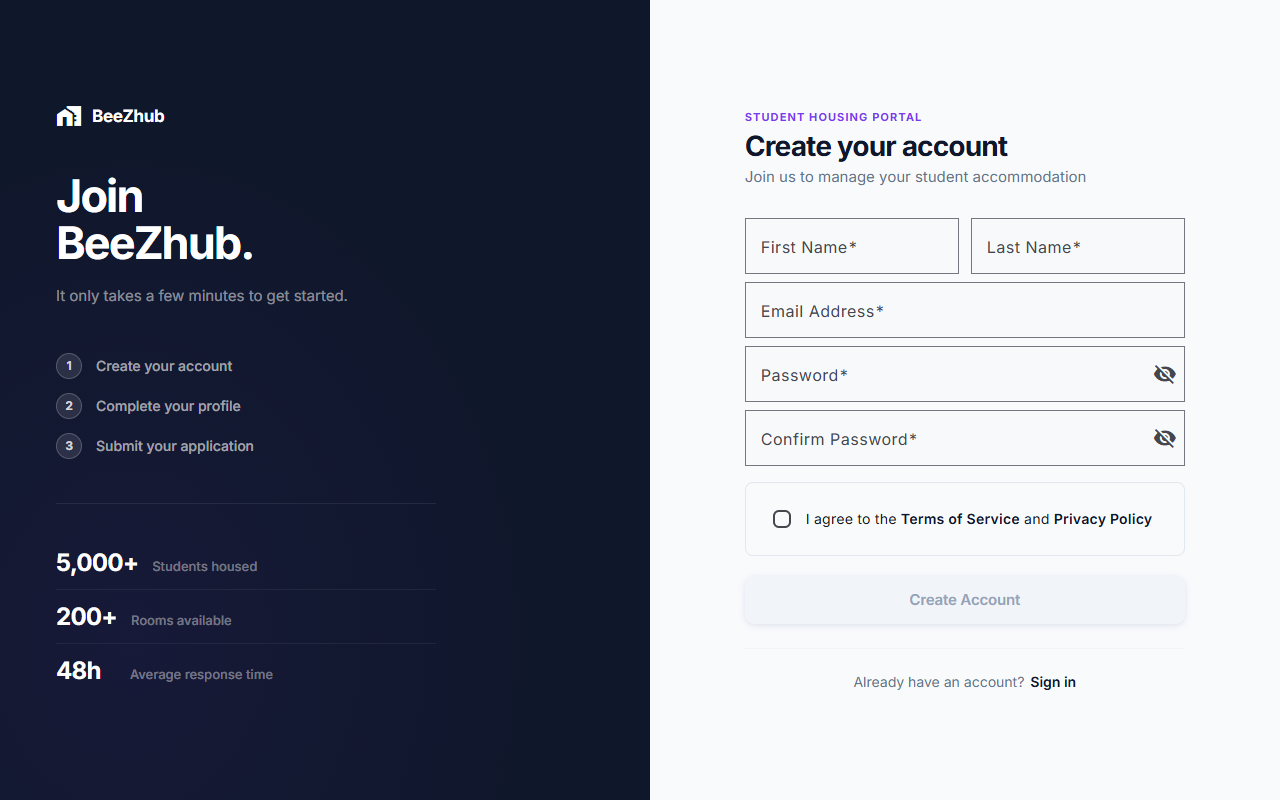 BeeZhub
Join
BeeZhub.
It only takes a few minutes to get started.
1 Create your account
2 Complete your profile
3 Submit your application
5,000+ Students housed
200+ Rooms available
48h Average response time
STUDENT HOUSING PORTAL
Create your account
Join us to manage your student accommodation
First Name* Last Name*
Email Address*
Password*
Confirm Password*
I agree to the Terms of Service and Privacy Policy
Create Account
Already have an account? Sign in